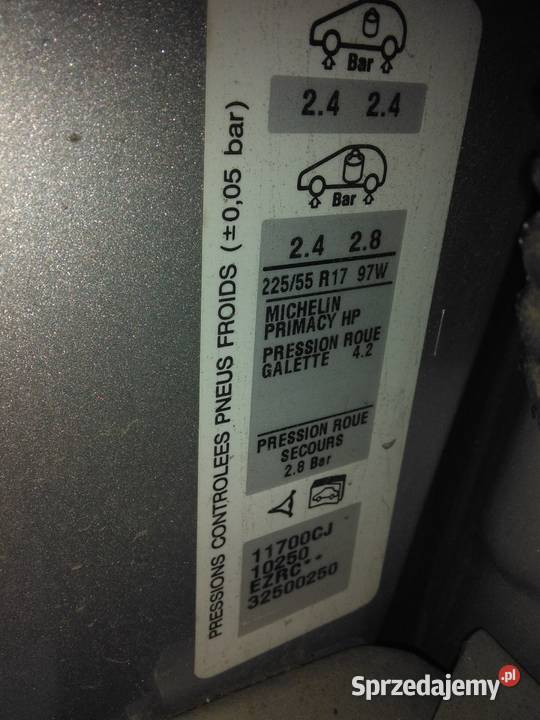 PRESSIONS CONTROLEES PNEUS FROIDS (±0,05 bar)
Bar
2.4 2.4
Bar
2.4 2.8
225/55 R17 97W
MICHELIN
PRIMACY HP
PRESSION ROUE
GALETTE 4.2
PRESSION ROUE
SECOURS
2.8 Bar
11700CJ
10250
EZRC**
32500250
Sprzedajemy.pl